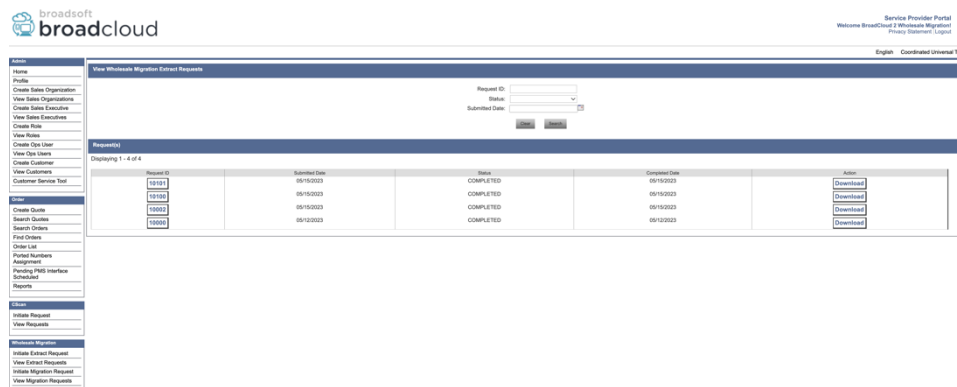 broadsoft
broadcloud
Service Provider Portal
Welcome BroadCloud 2 Wholesale Migration!
Privacy Statement Logout
English Coordinated Universal T
Admin
Home
Profile
Create Sales Organization
View Sales Organizations
Create Sales Executive
View Sales Executives
Create Role
View Roles
Create Ops User
View Ops Users
Create Customer
View Customers
Customer Service Tool
Order
Create Quote
Search Quotes
Search Orders
Find Orders
Order List
Ported Numbers
Assignment
Pending PMS Interface
Scheduled
Reports
CScan
Initiate Request
View Requests
Wholesale Migration
Initiate Extract Request
View Extract Requests
Initiate Migration Request
View Migration Requests
View Wholesale Migration Extract Requests
Request ID:
Status:
Submitted Date:
Clear Search
Request(s)
Displaying 1 - 4 of 4
Request ID Submitted Date Status Completed Date Action
10101 05/15/2023 COMPLETED 05/15/2023 Download
10100 05/15/2023 COMPLETED 05/15/2023 Download
10002 05/15/2023 COMPLETED 05/15/2023 Download
10000 05/12/2023 COMPLETED 05/12/2023 Download